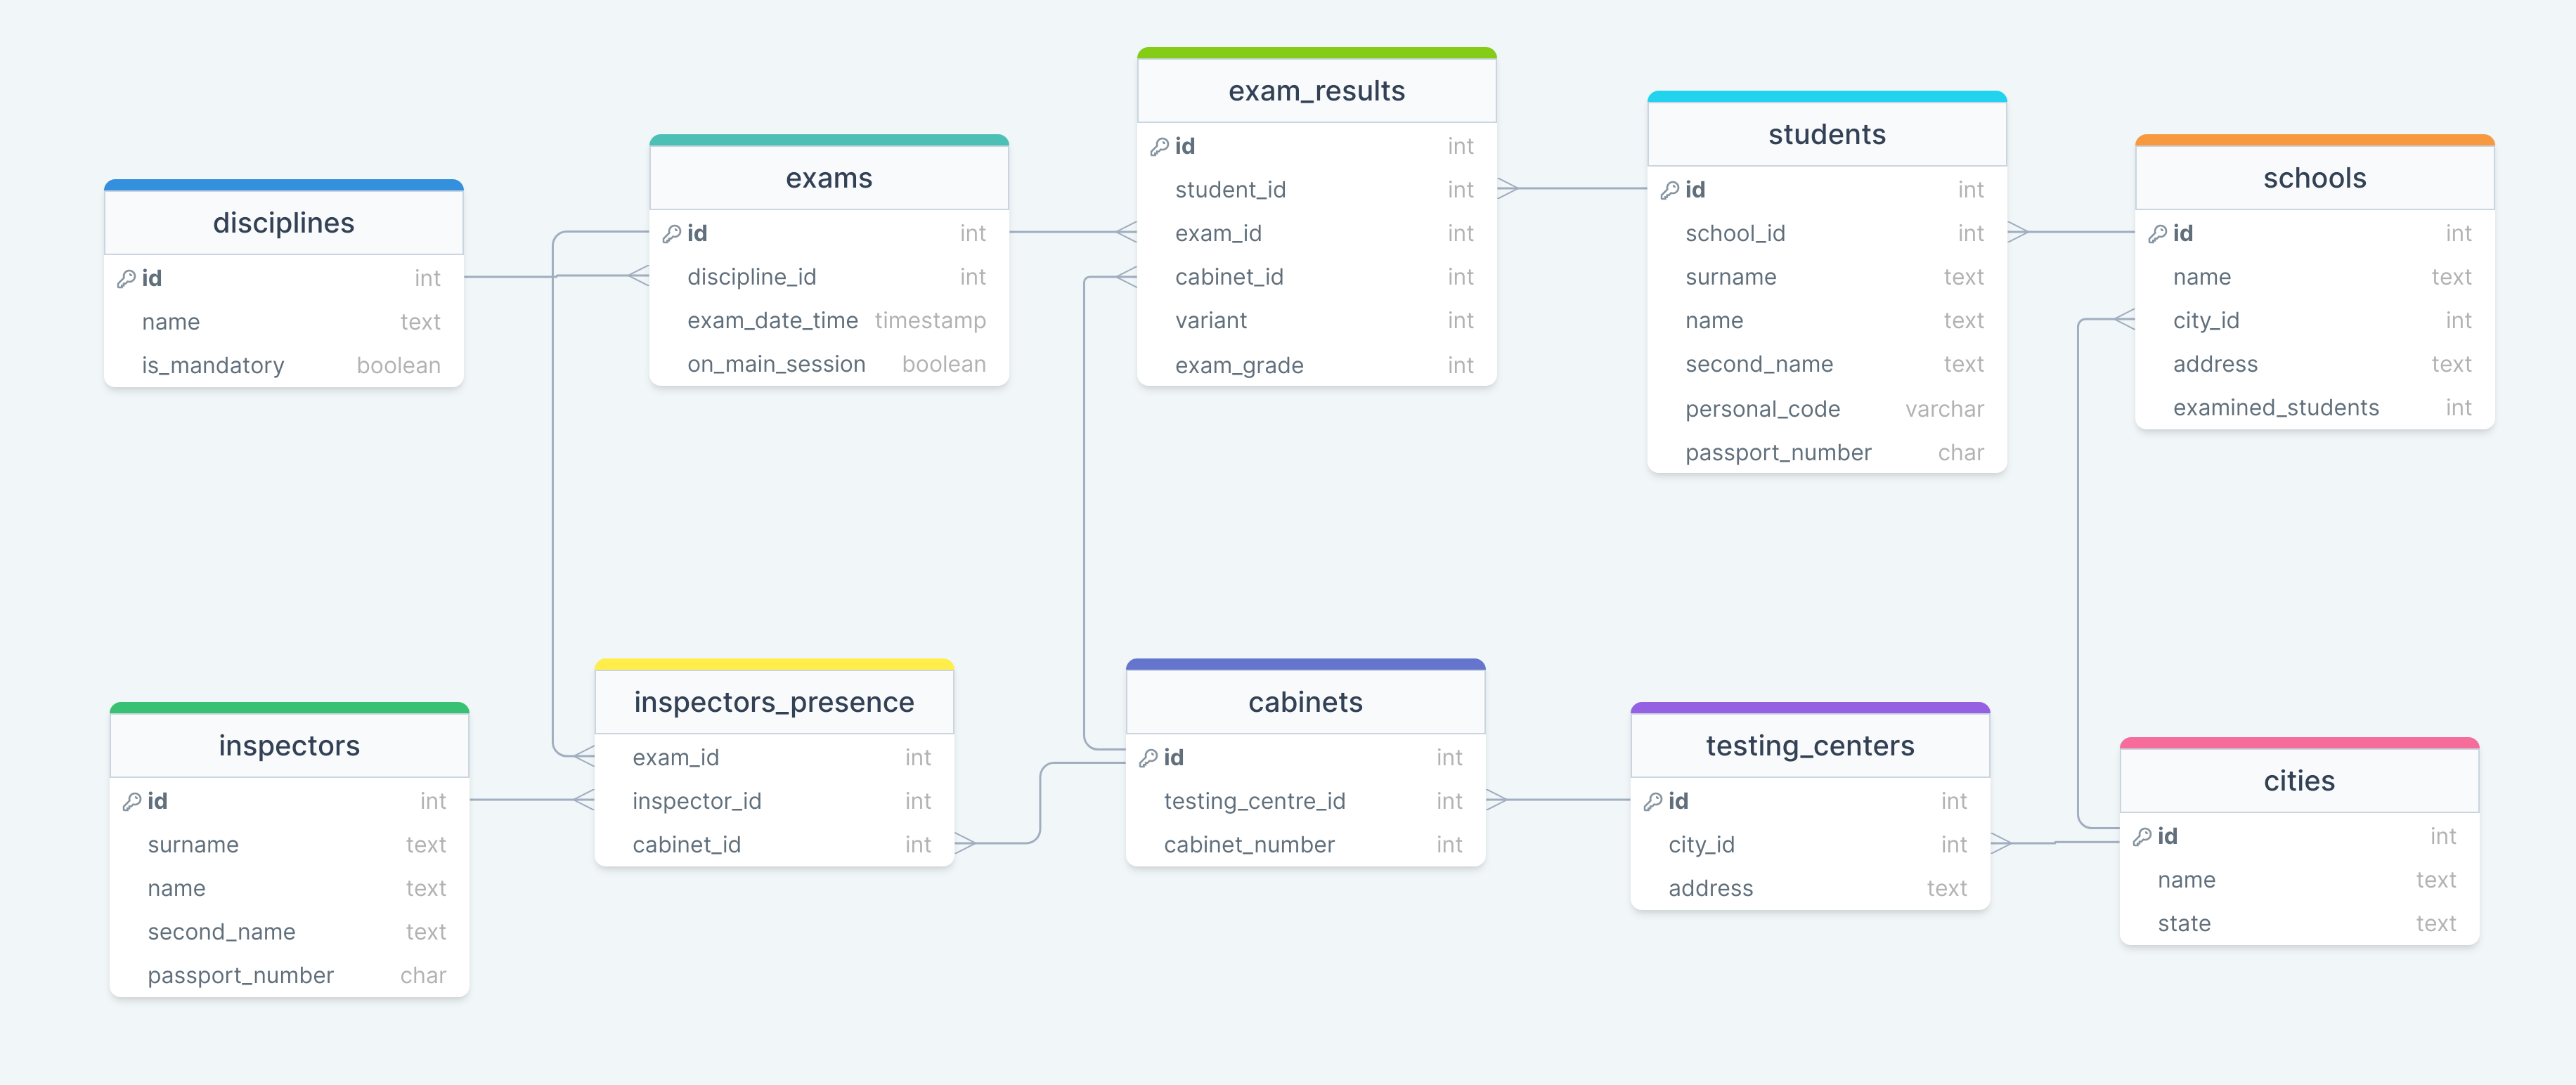 disciplines
id int
name text
is_mandatory boolean
exams
id int
discipline_id int
exam_date_time timestamp
on_main_session boolean
exam_results
id int
student_id int
exam_id int
cabinet_id int
variant int
exam_grade int
students
id int
school_id int
surname text
name text
second_name text
personal_code varchar
passport_number char
schools
id int
name text
city_id int
address text
examined_students int
inspectors
id int
surname text
name text
second_name text
passport_number char
inspectors_presence
exam_id int
inspector_id int
cabinet_id int
cabinets
id int
testing_centre_id int
cabinet_number int
testing_centers
id int
city_id int
address text
cities
id int
name text
state text